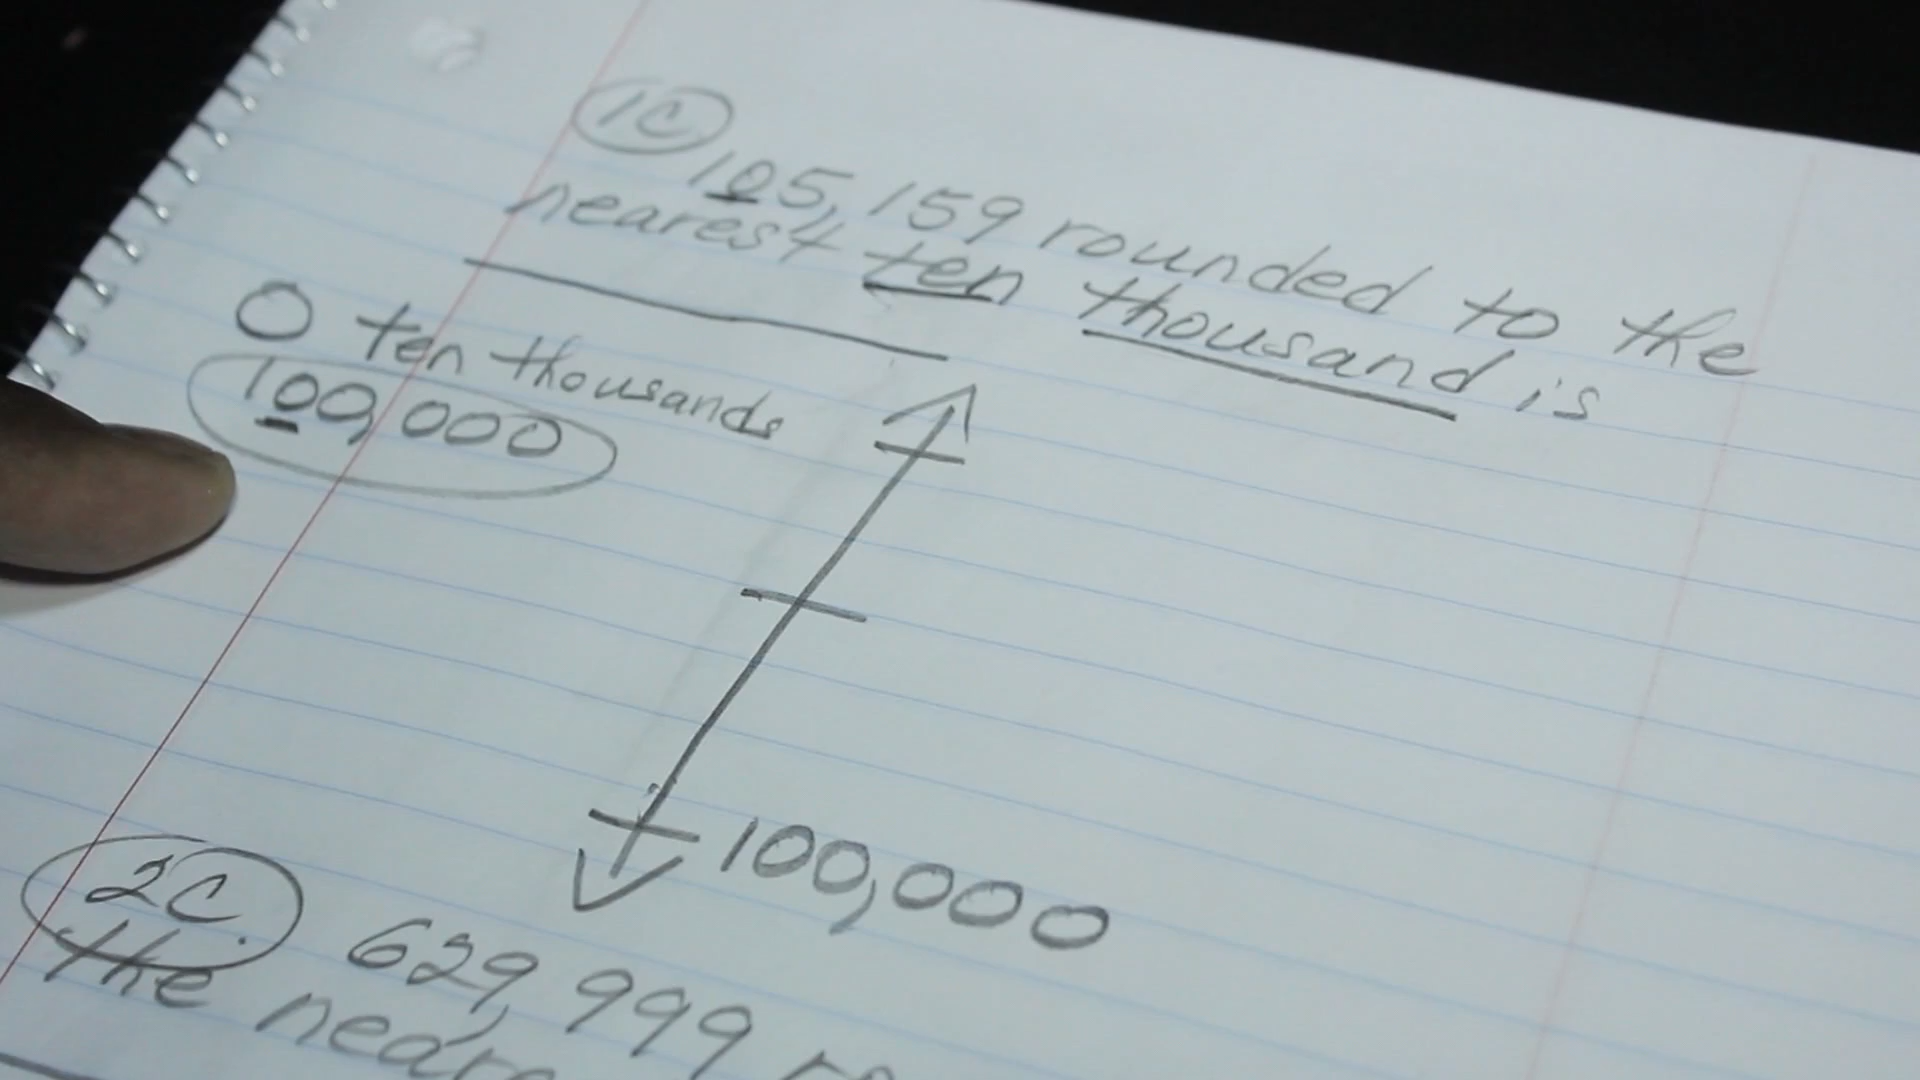 1C
105,159 rounded to the
nearest ten thousand is
0 ten thousands
100,000
100,000
2C. 629,999
the